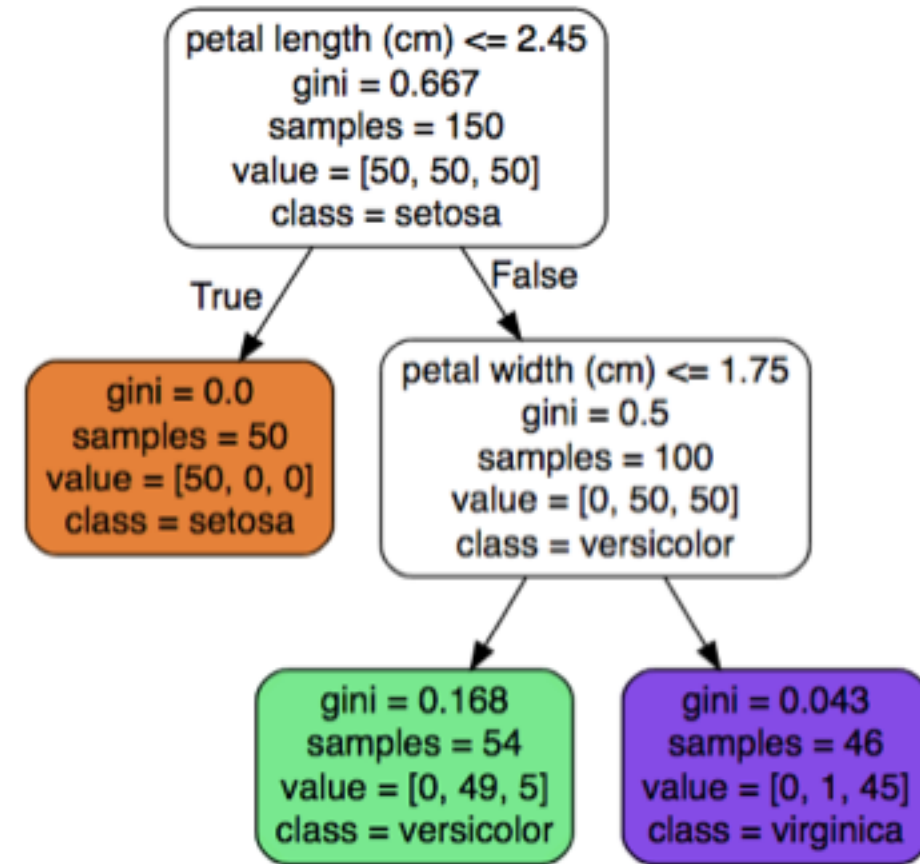 petal length (cm) <= 2.45
gini = 0.667
samples = 150
value = [50, 50, 50]
class = setosa
True
False
gini = 0.0
samples = 50
value = [50, 0, 0]
class = setosa
petal width (cm) <= 1.75
gini = 0.5
samples = 100
value = [0, 50, 50]
class = versicolor
gini = 0.168
samples = 54
value = [0, 49, 5]
class = versicolor
gini = 0.043
samples = 46
value = [0, 1, 45]
class = virginica